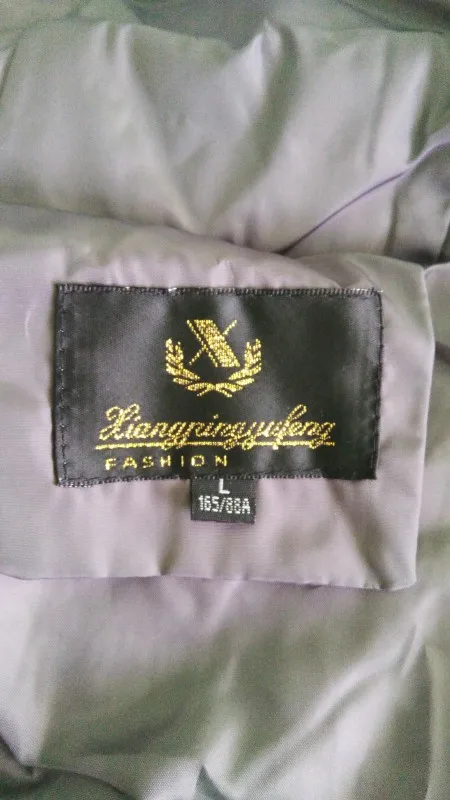 X
Xiangpingyufeng
FASHION
L
165/88A